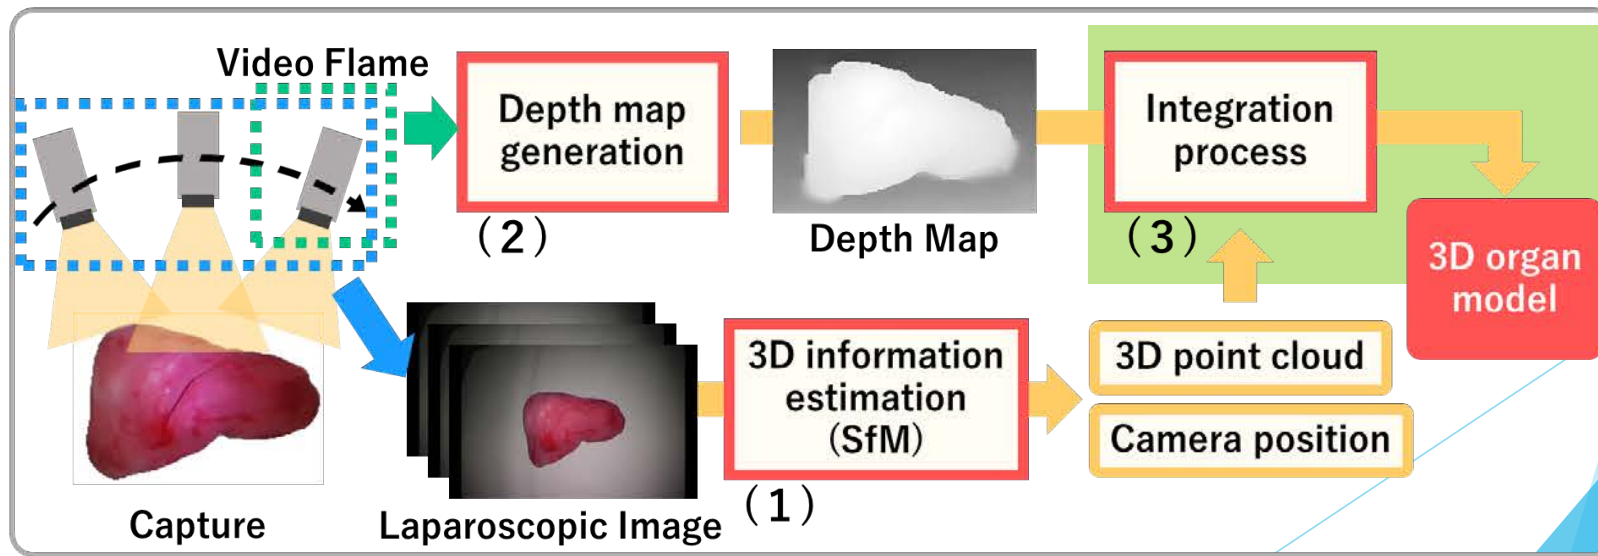 Video Flame
Depth map
generation
(2)
Depth Map
Integration
process
(3)
3D organ
model
Capture
Laparoscopic Image
3D information
estimation
(SfM)
(1)
3D point cloud
Camera position